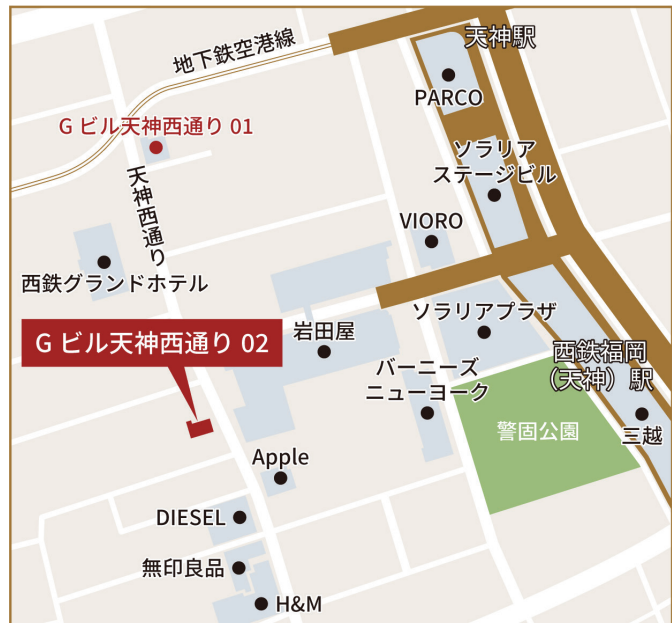 天神駅
地下鉄空港線
PARCO
G ビル天神西通り 01
ソラリア
ステージビル
天神西通り
VIORO
西鉄グランドホテル
ソラリアプラザ
岩田屋
G ビル天神西通り 02
西鉄福岡
（天神）駅
バーニーズ
ニューヨーク
三越
警固公園
Apple
DIESEL
無印良品
H&M